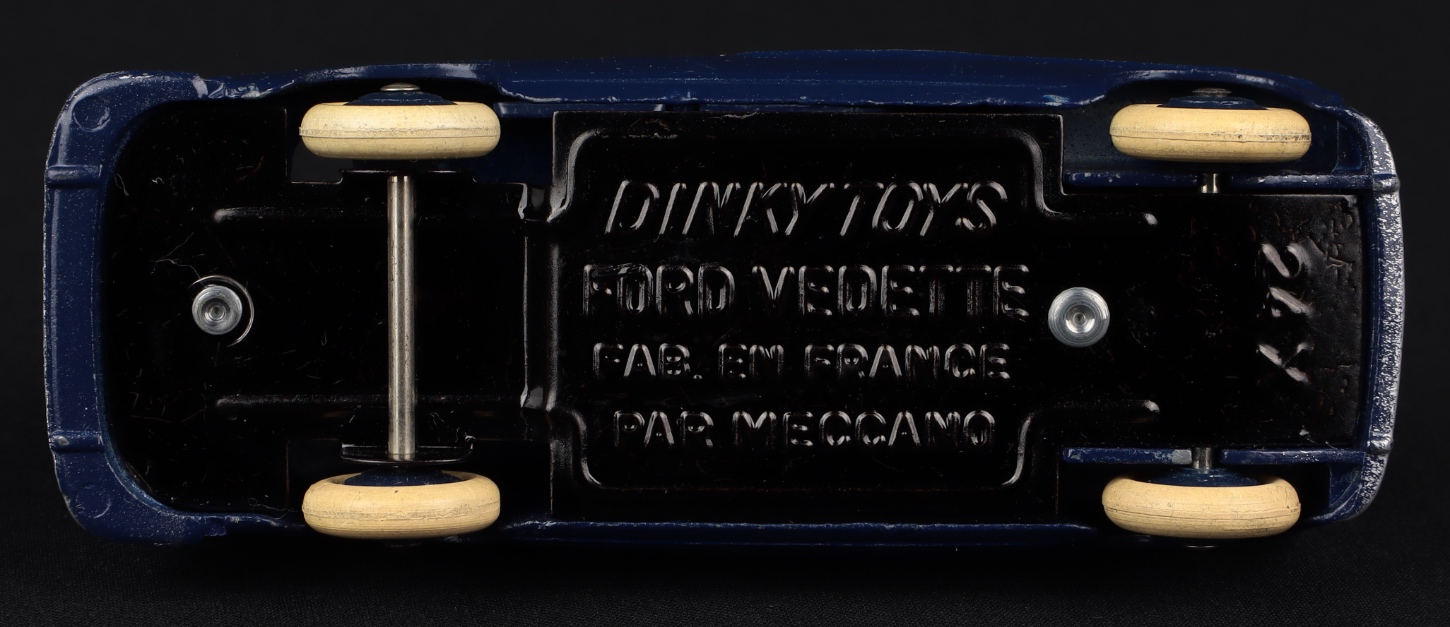 DINKY TOYS
FORD VEDETTE
FAB. EN FRANCE
PAR MECCANO
24X